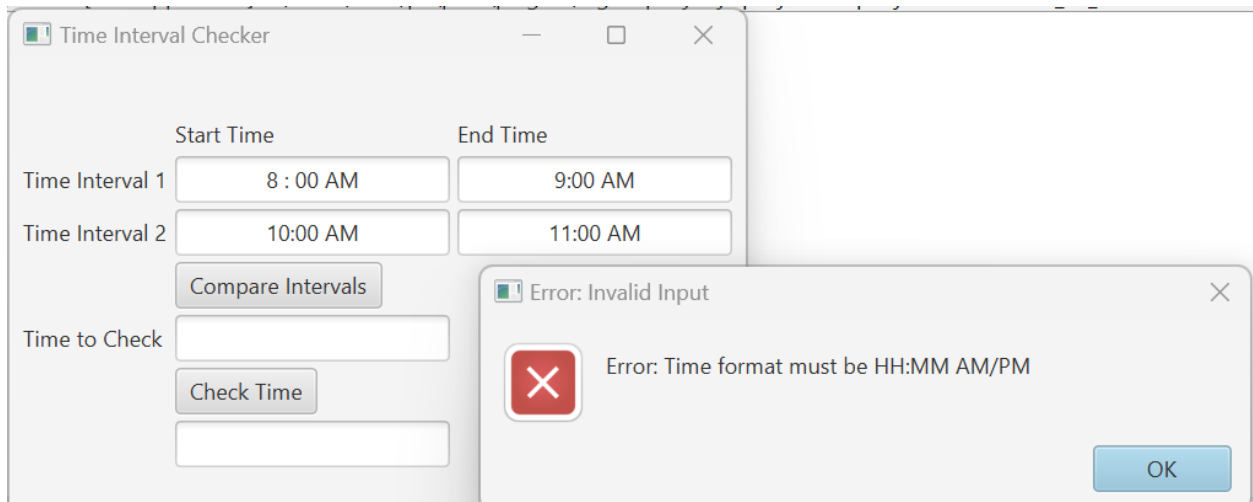 Time Interval Checker
Start Time End Time
Time Interval 1 8 : 00 AM 9:00 AM
Time Interval 2 10:00 AM 11:00 AM
Compare Intervals
Error: Invalid Input
Time to Check
Error: Time format must be HH:MM AM/PM
Check Time
OK